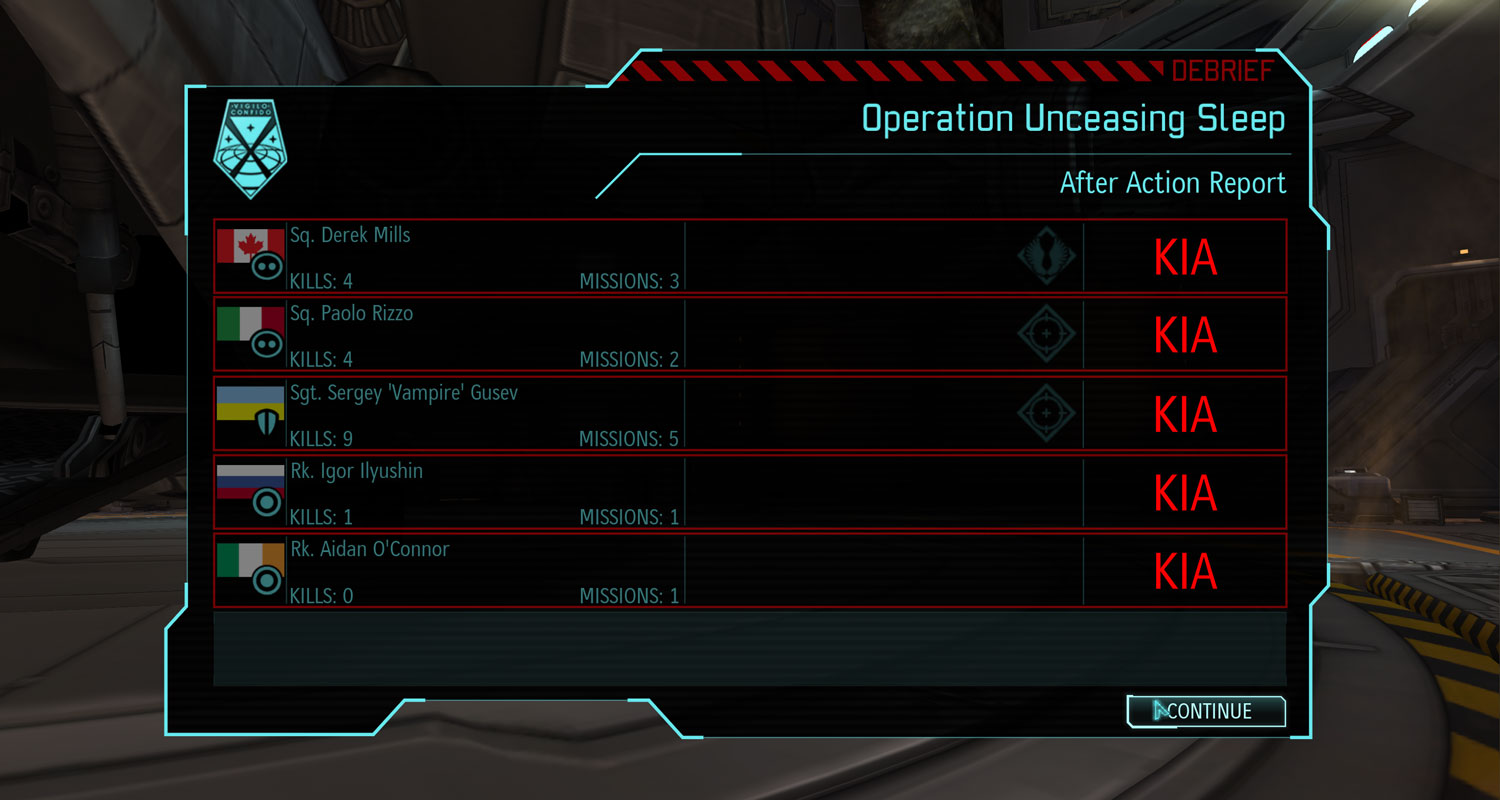 DEBRIEF
VIGILO
CONFIDO
Operation Unceasing Sleep
After Action Report
Sq. Derek Mills
KILLS: 4 MISSIONS: 3
KIA
Sq. Paolo Rizzo
KILLS: 4 MISSIONS: 2
KIA
Sgt. Sergey 'Vampire' Gusev
KILLS: 9 MISSIONS: 5
KIA
Rk. Igor Ilyushin
KILLS: 1 MISSIONS: 1
KIA
Rk. Aidan O'Connor
KILLS: 0 MISSIONS: 1
KIA
CONTINUE